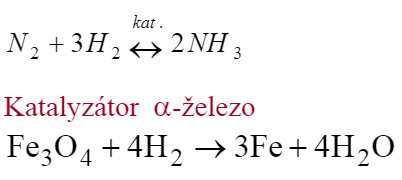 N₂ + 3H₂ kat. ↔ 2NH₃
Katalyzátor α-železo
Fe₃O₄ + 4H₂ → 3Fe + 4H₂O